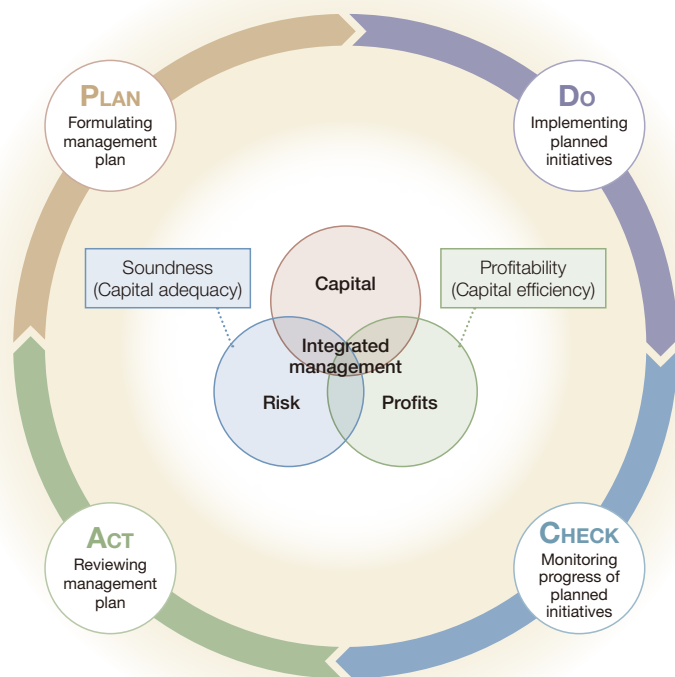 PLAN
Formulating
management
plan
DO
Implementing
planned
initiatives
Soundness
(Capital adequacy)
Capital
Profitability
(Capital efficiency)
Integrated
management
Risk
Profits
ACT
Reviewing
management
plan
CHECK
Monitoring
progress of
planned
initiatives